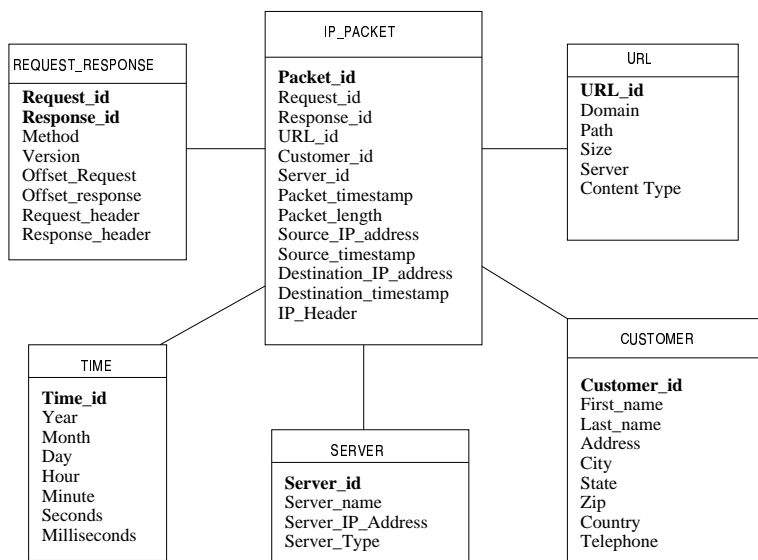 IP_PACKET
Packet_id
Request_id
Response_id
URL_id
Customer_id
Server_id
Packet_timestamp
Packet_length
Source_IP_address
Source_timestamp
Destination_IP_address
Destination_timestamp
IP_Header
REQUEST_RESPONSE
Request_id
Response_id
Method
Version
Offset_Request
Offset_response
Request_header
Response_header
URL
URL_id
Domain
Path
Size
Server
Content Type
TIME
Time_id
Year
Month
Day
Hour
Minute
Seconds
Milliseconds
SERVER
Server_id
Server_name
Server_IP_Address
Server_Type
CUSTOMER
Customer_id
First_name
Last_name
Address
City
State
Zip
Country
Telephone